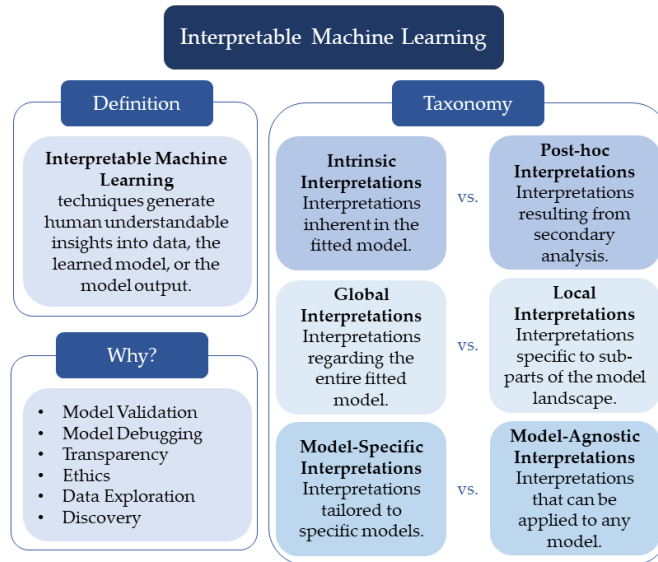 Interpretable Machine Learning
Definition
Interpretable Machine
Learning
techniques generate
human understandable
insights into data, the
learned model, or the
model output.
Why?
• Model Validation
• Model Debugging
• Transparency
• Ethics
• Data Exploration
• Discovery
Taxonomy
Intrinsic
Interpretations
Interpretations
inherent in the
fitted model.
vs.
Post-hoc
Interpretations
Interpretations
resulting from
secondary
analysis.
Global
Interpretations
Interpretations
regarding the
entire fitted
model.
vs.
Local
Interpretations
Interpretations
specific to sub-
parts of the model
landscape.
Model-Specific
Interpretations
Interpretations
tailored to
specific models.
vs.
Model-Agnostic
Interpretations
Interpretations
that can be
applied to any
model.